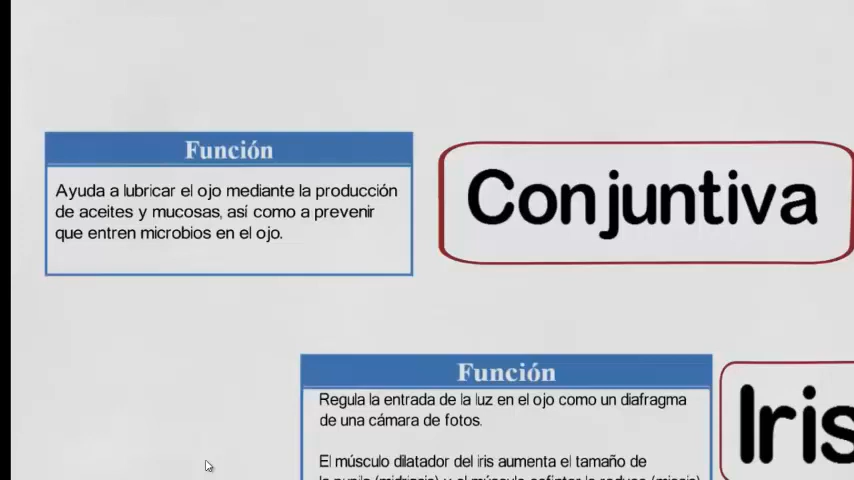 Función
Ayuda a lubricar el ojo mediante la producción
de aceites y mucosas, así como a prevenir
que entren microbios en el ojo.
Conjuntiva
Función
Regula la entrada de la luz en el ojo como un diafragma
de una cámara de fotos.
El músculo dilatador del iris aumenta el tamaño de
Iris